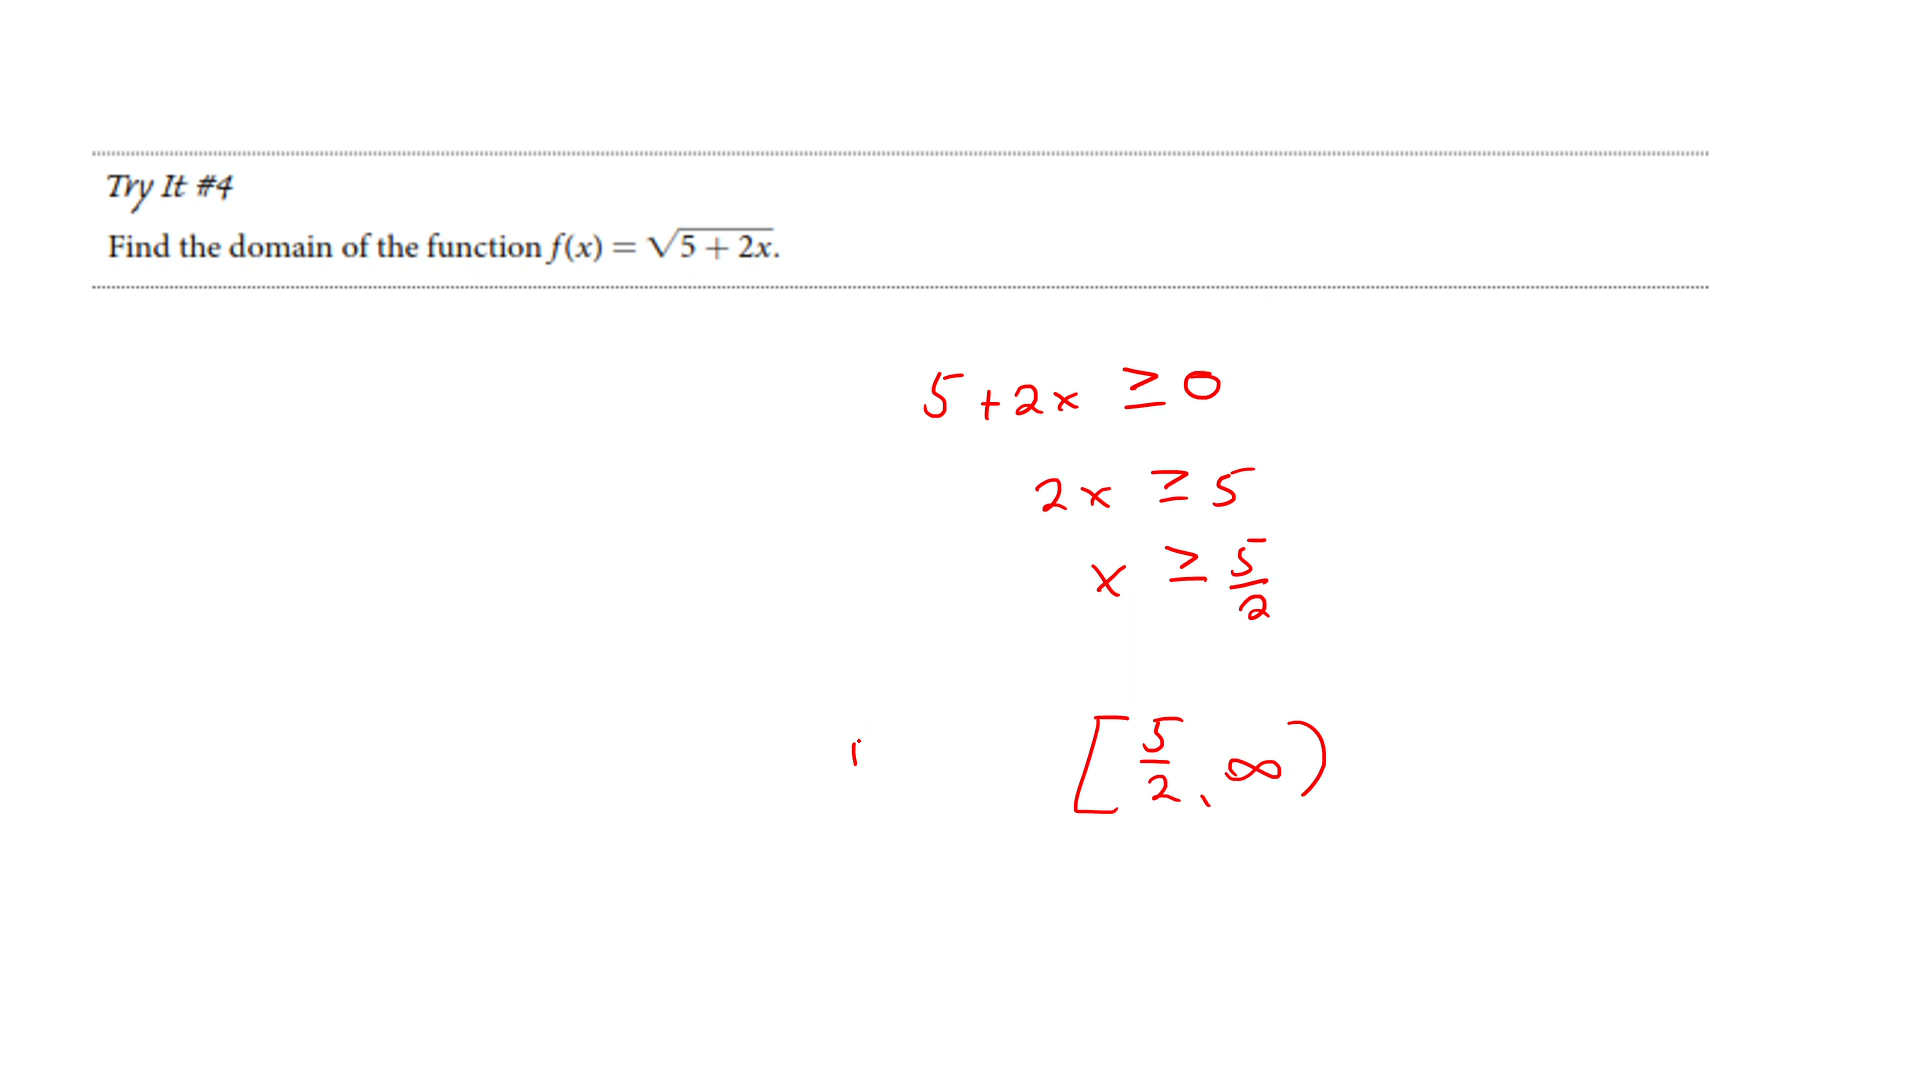 Try It #4
Find the domain of the function f(x) = √5 + 2x.
5 + 2x ≥ 0
2x ≥ 5
x ≥ 5/2
[5/2, ∞)